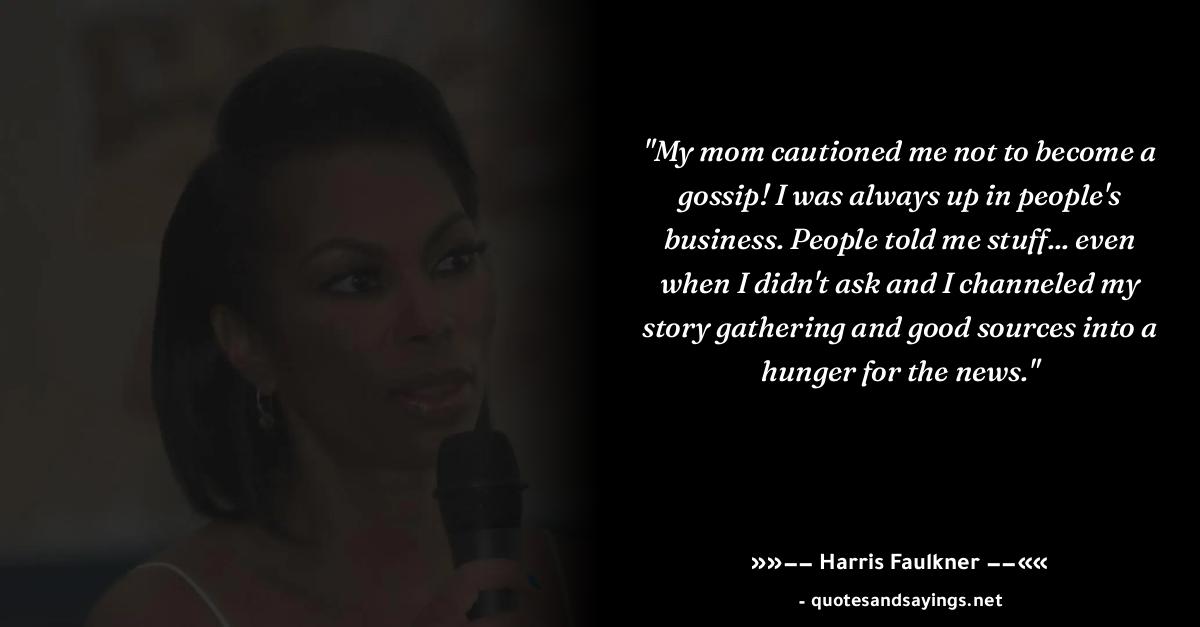 "My mom cautioned me not to become a
gossip! I was always up in people's
business. People told me stuff... even
when I didn't ask and I channeled my
story gathering and good sources into a
hunger for the news."
»»–– Harris Faulkner ––««
- quotesandsayings.net